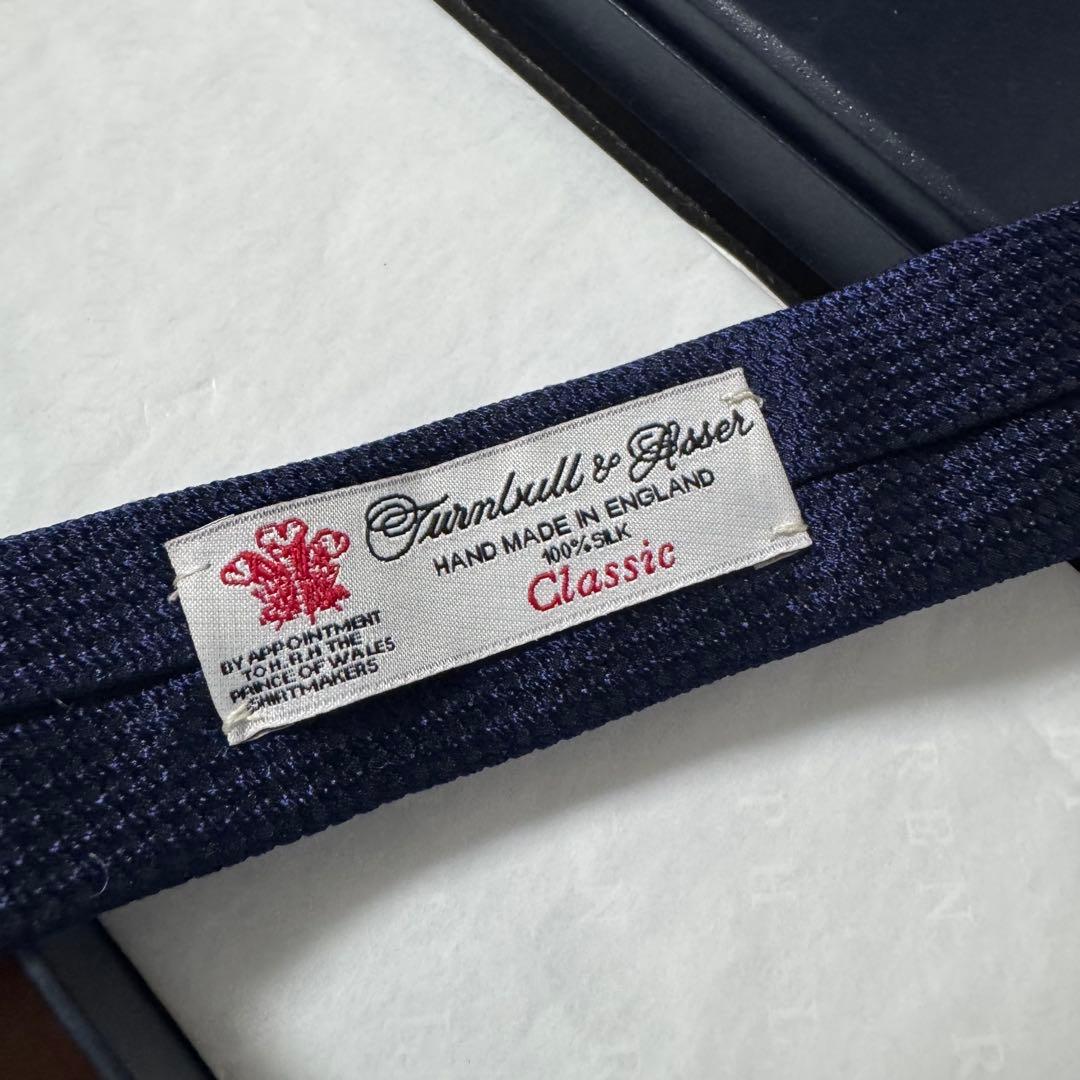 Turnbull & Asser
HAND MADE IN ENGLAND
100% SILK
Classic
BY APPOINTMENT
TO H.R.H THE
PRINCE OF WALES
SHIRTMAKERS